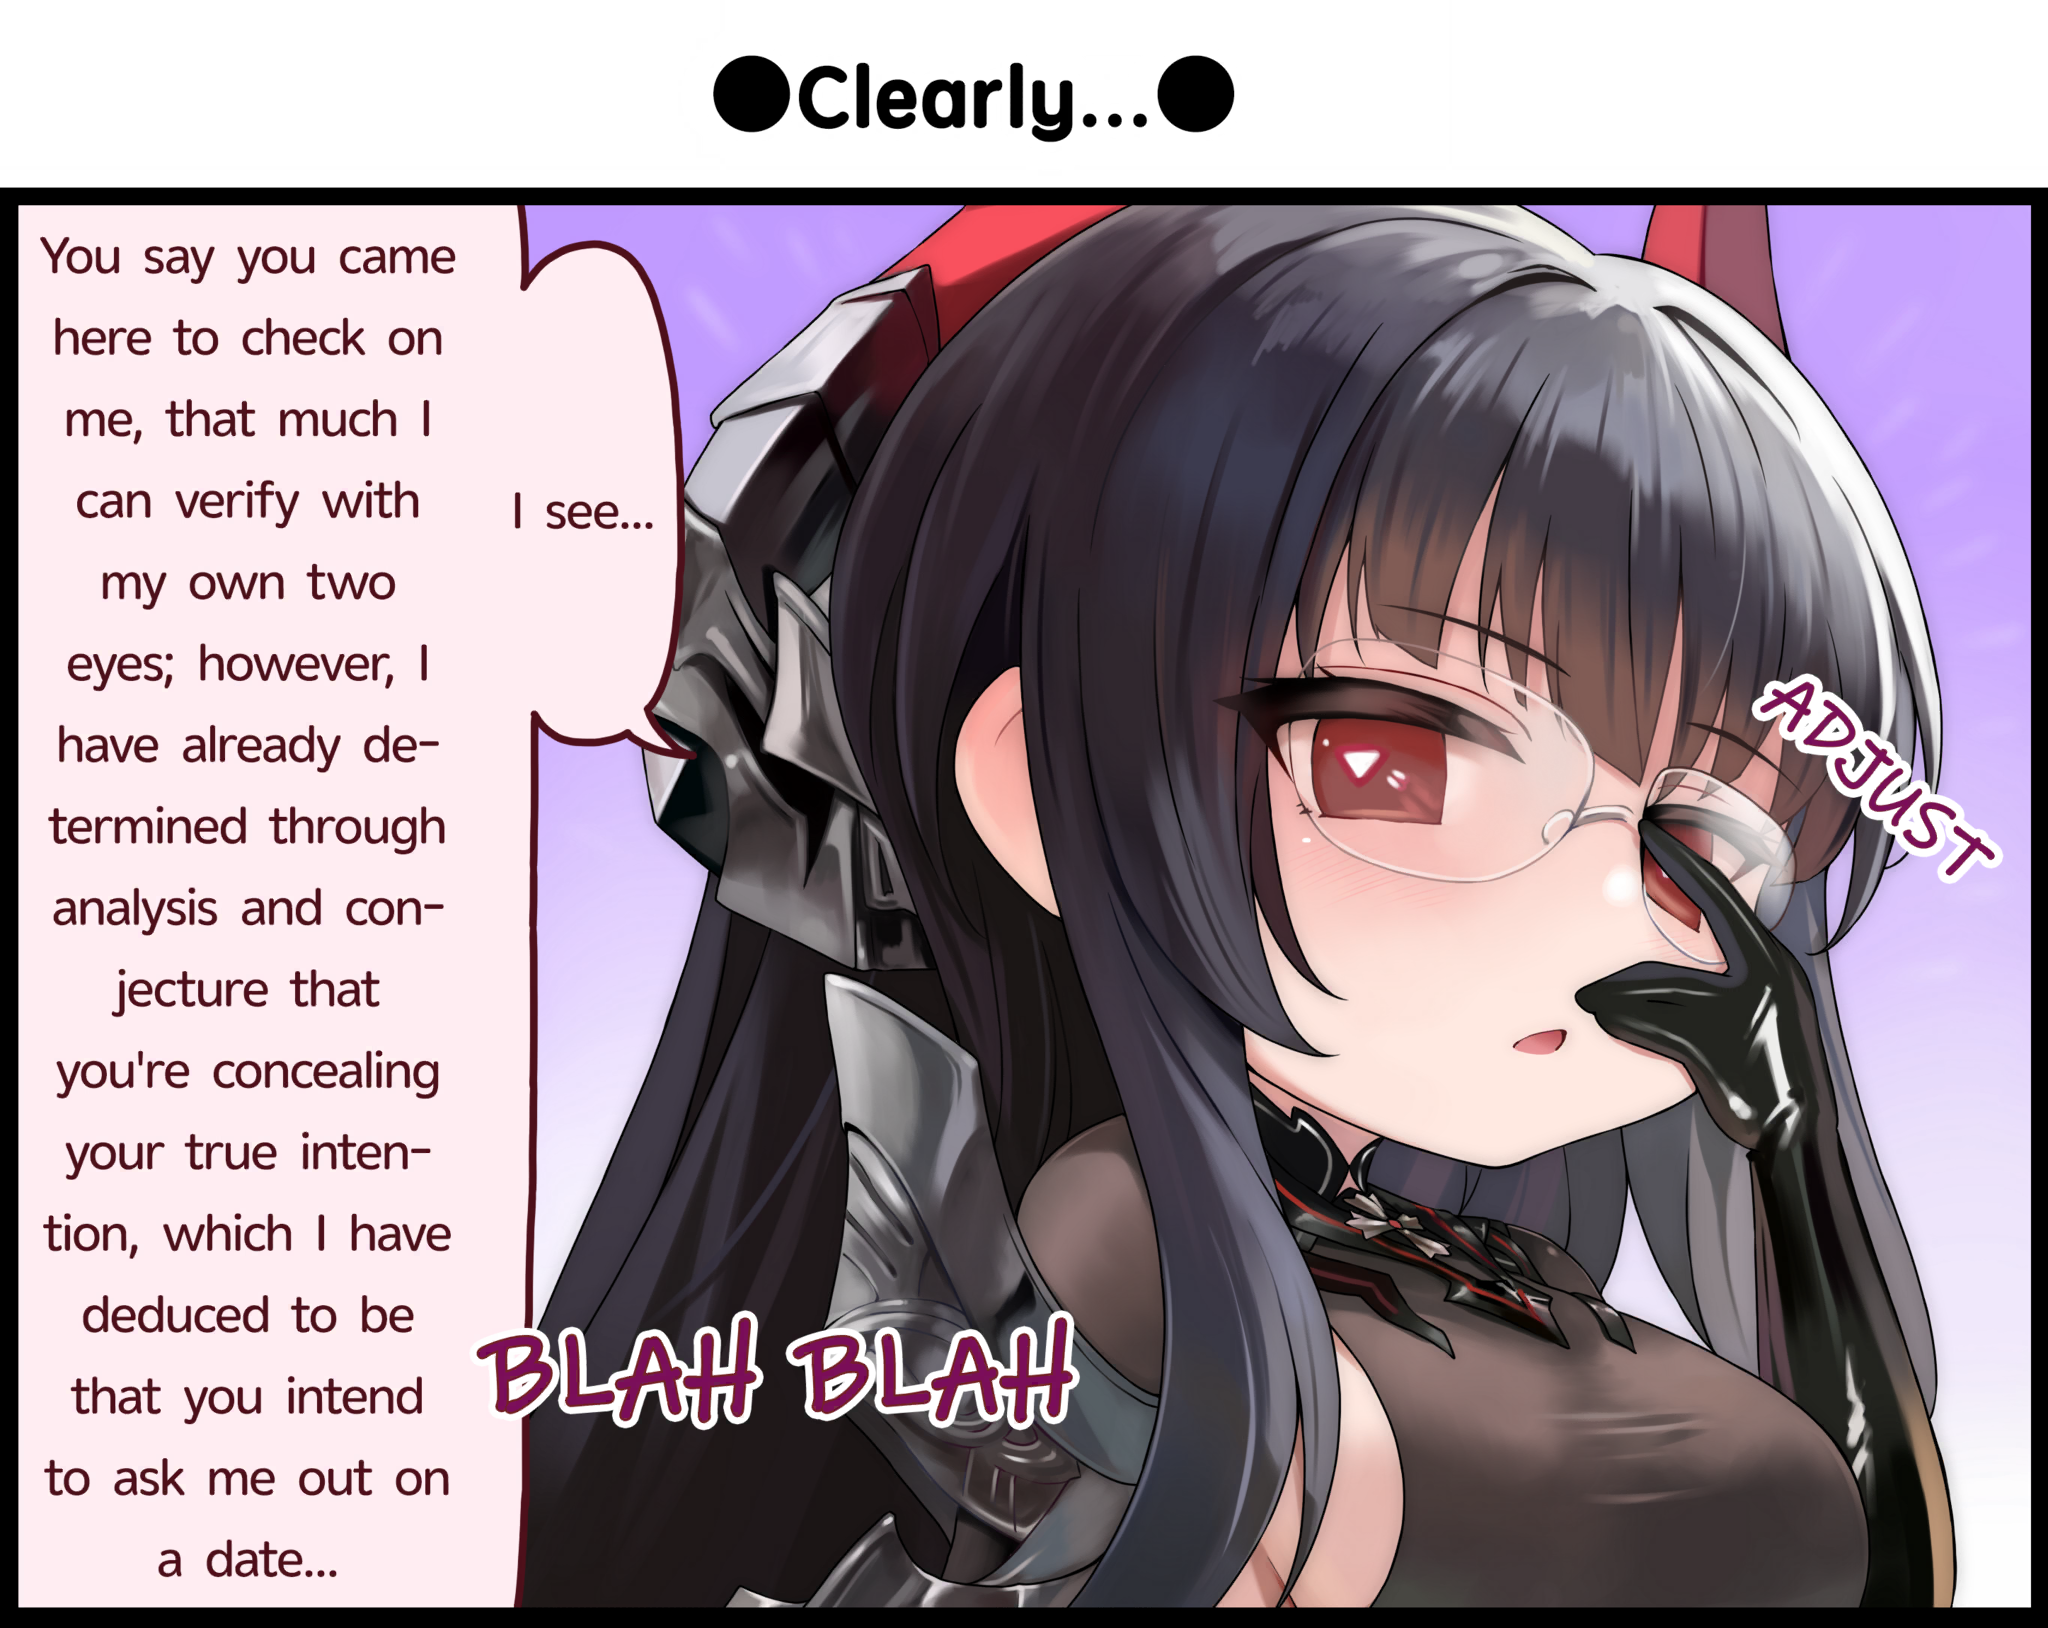 ●Clearly...●
I see...
You say you came
here to check on
me, that much I
can verify with
my own two
eyes; however, I
have already de-
termined through
analysis and con-
jecture that
you're concealing
your true inten-
tion, which I have
deduced to be
that you intend
to ask me out on
a date...
ADJUST
BLAH BLAH